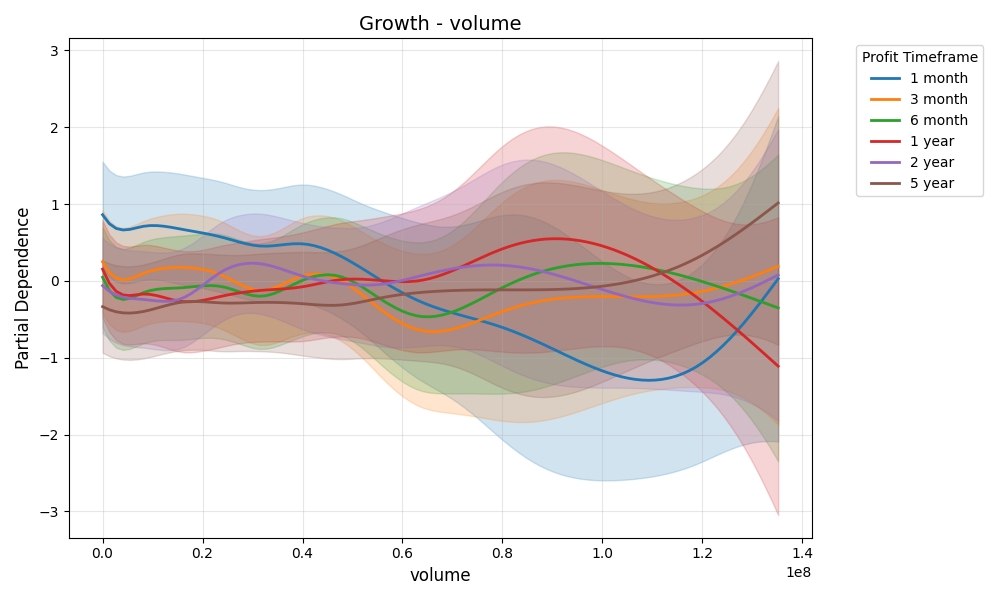 Growth - volume
Profit Timeframe
1 month
3 month
6 month
1 year
2 year
5 year
Partial Dependence
3
2
1
0
−1
−2
−3
0.0 0.2 0.4 0.6 0.8 1.0 1.2 1.4
1e8
volume